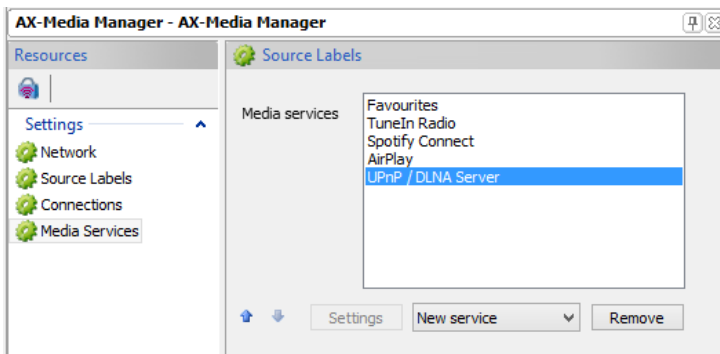 AX-Media Manager - AX-Media Manager
Resources
Source Labels
Settings
Network
Source Labels
Connections
Media Services
Media services
Favourites
TuneIn Radio
Spotify Connect
AirPlay
UPnP / DLNA Server
Settings
New service
Remove